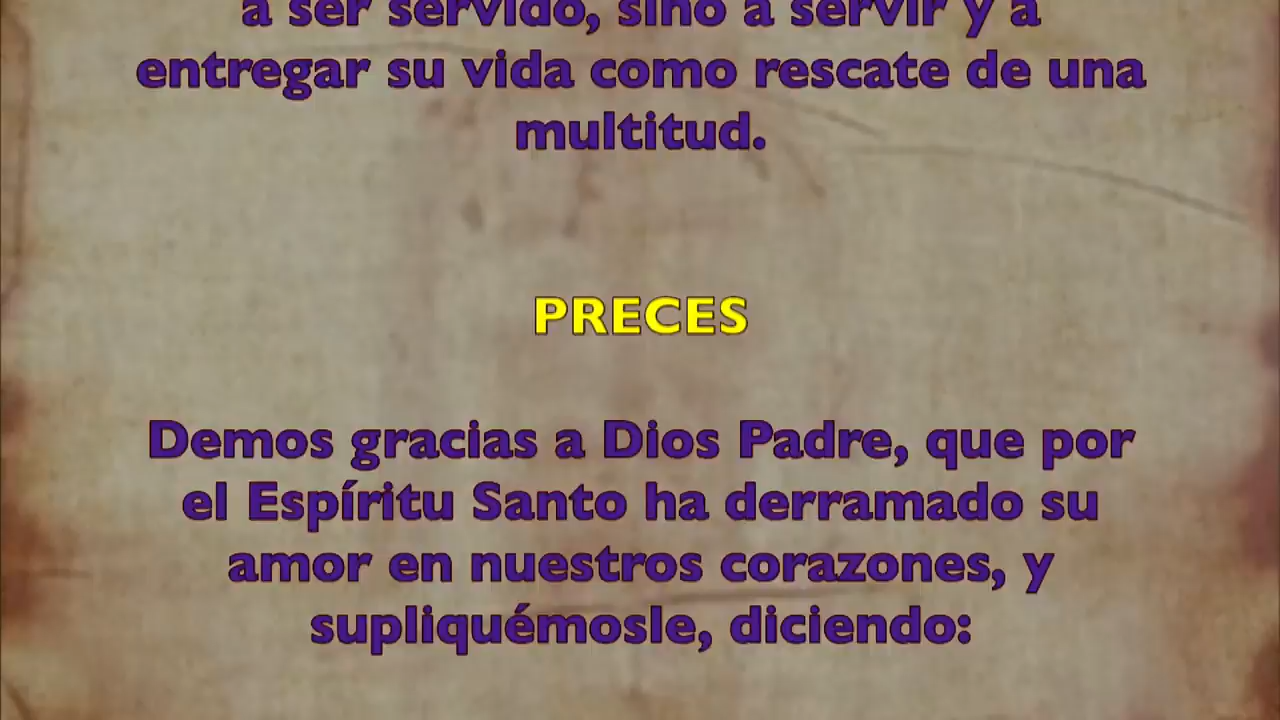 a ser servido, sino a servir y a
entregar su vida como rescate de una
multitud.
PRECES
Demos gracias a Dios Padre, que por
el Espíritu Santo ha derramado su
amor en nuestros corazones, y
supliquémosle, diciendo: